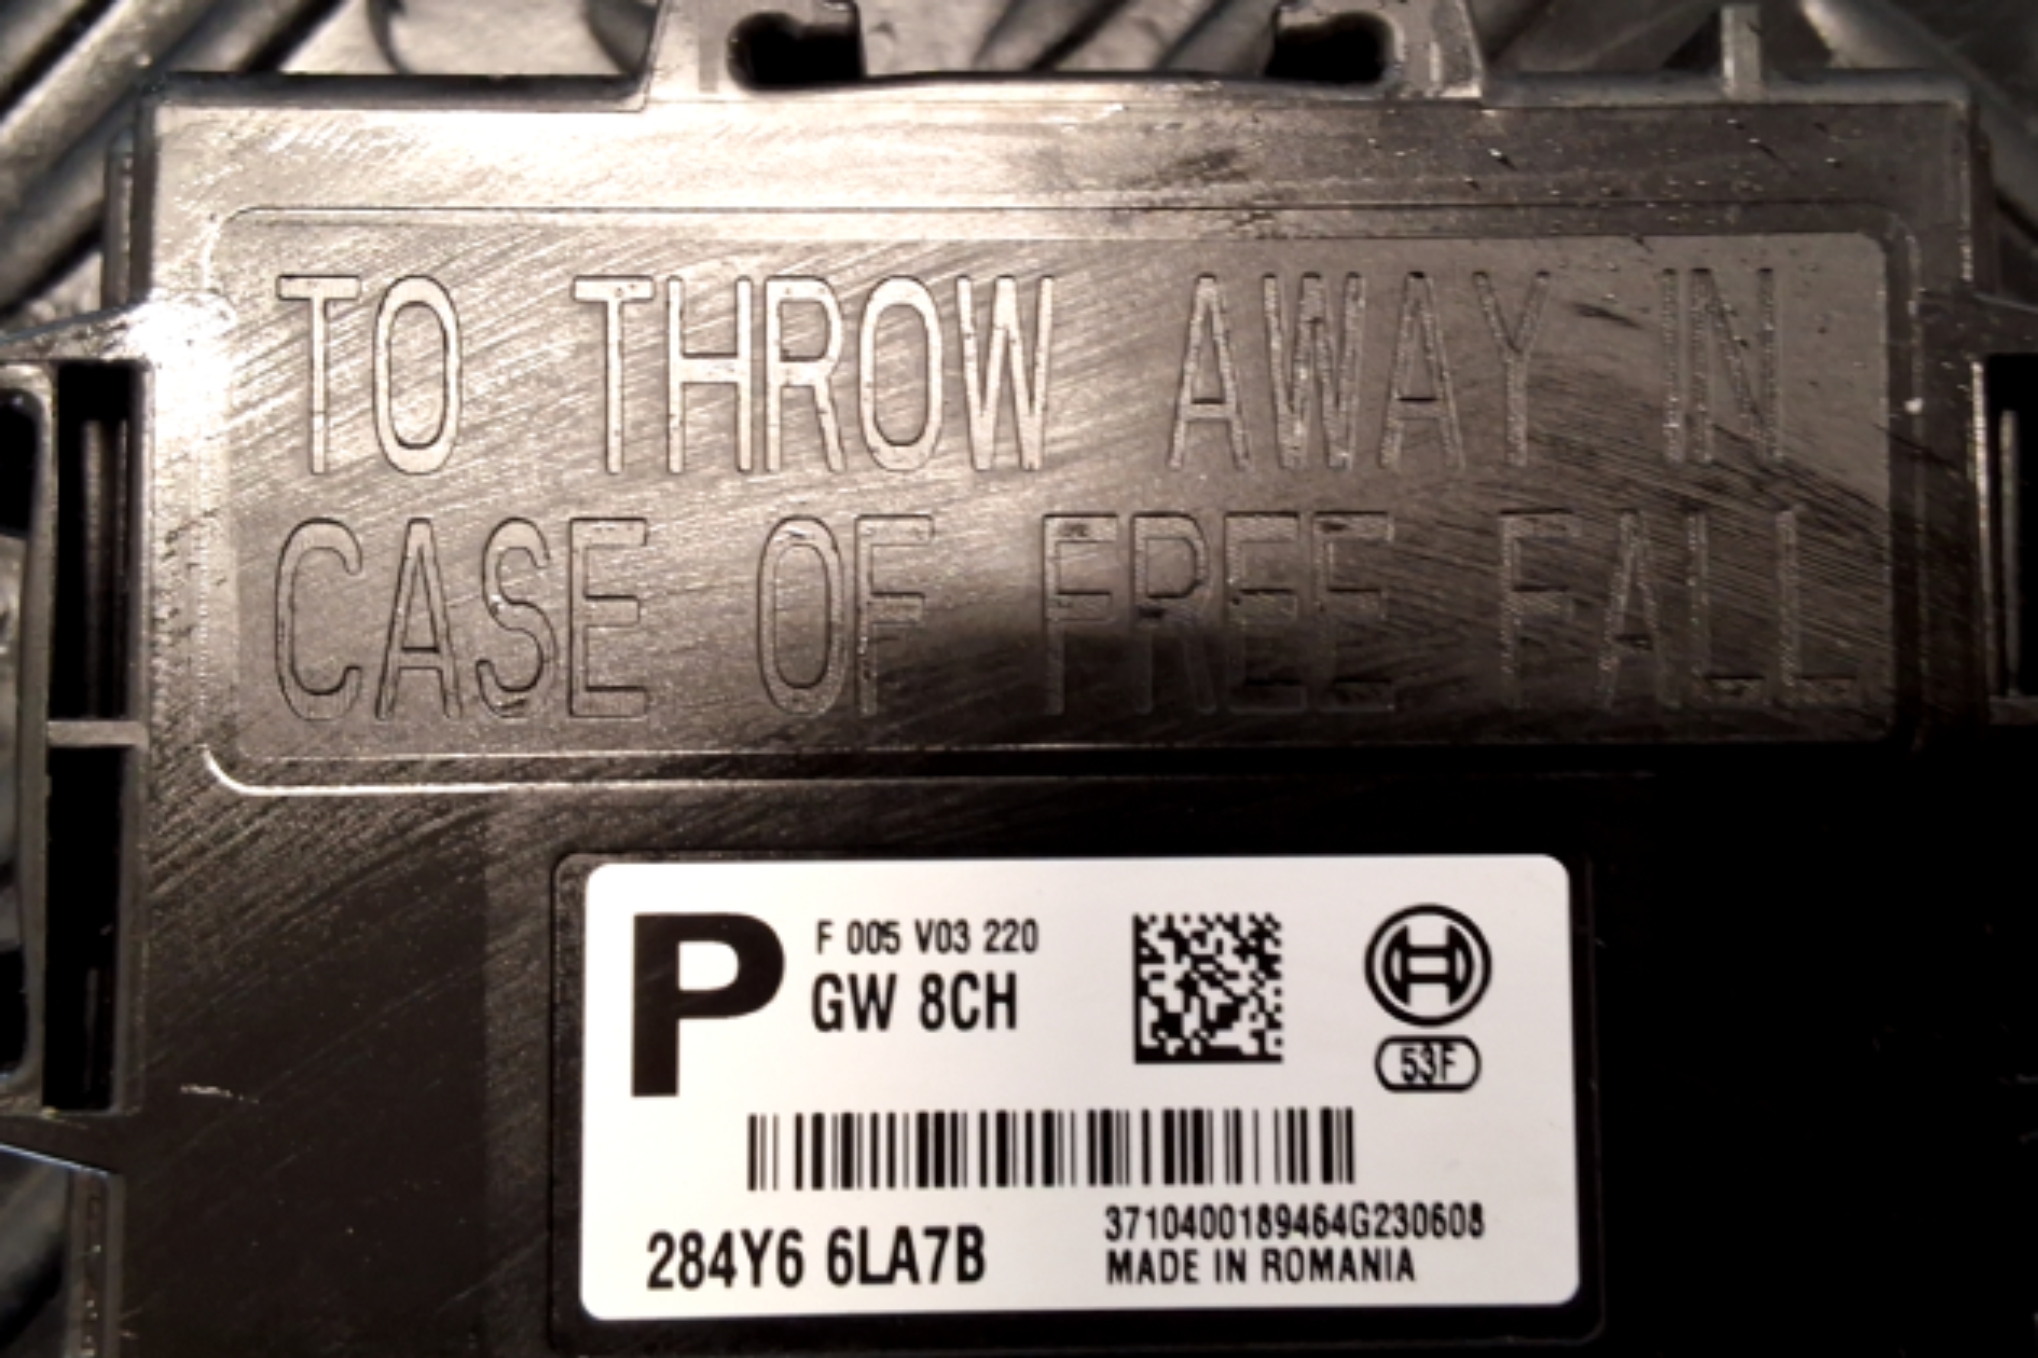 TO THROW AWAY IN
CASE OF FREE FALL
P
F 005 V03 220
GW 8CH
53F
284Y6 6LA7B
3710400189464G230608
MADE IN ROMANIA